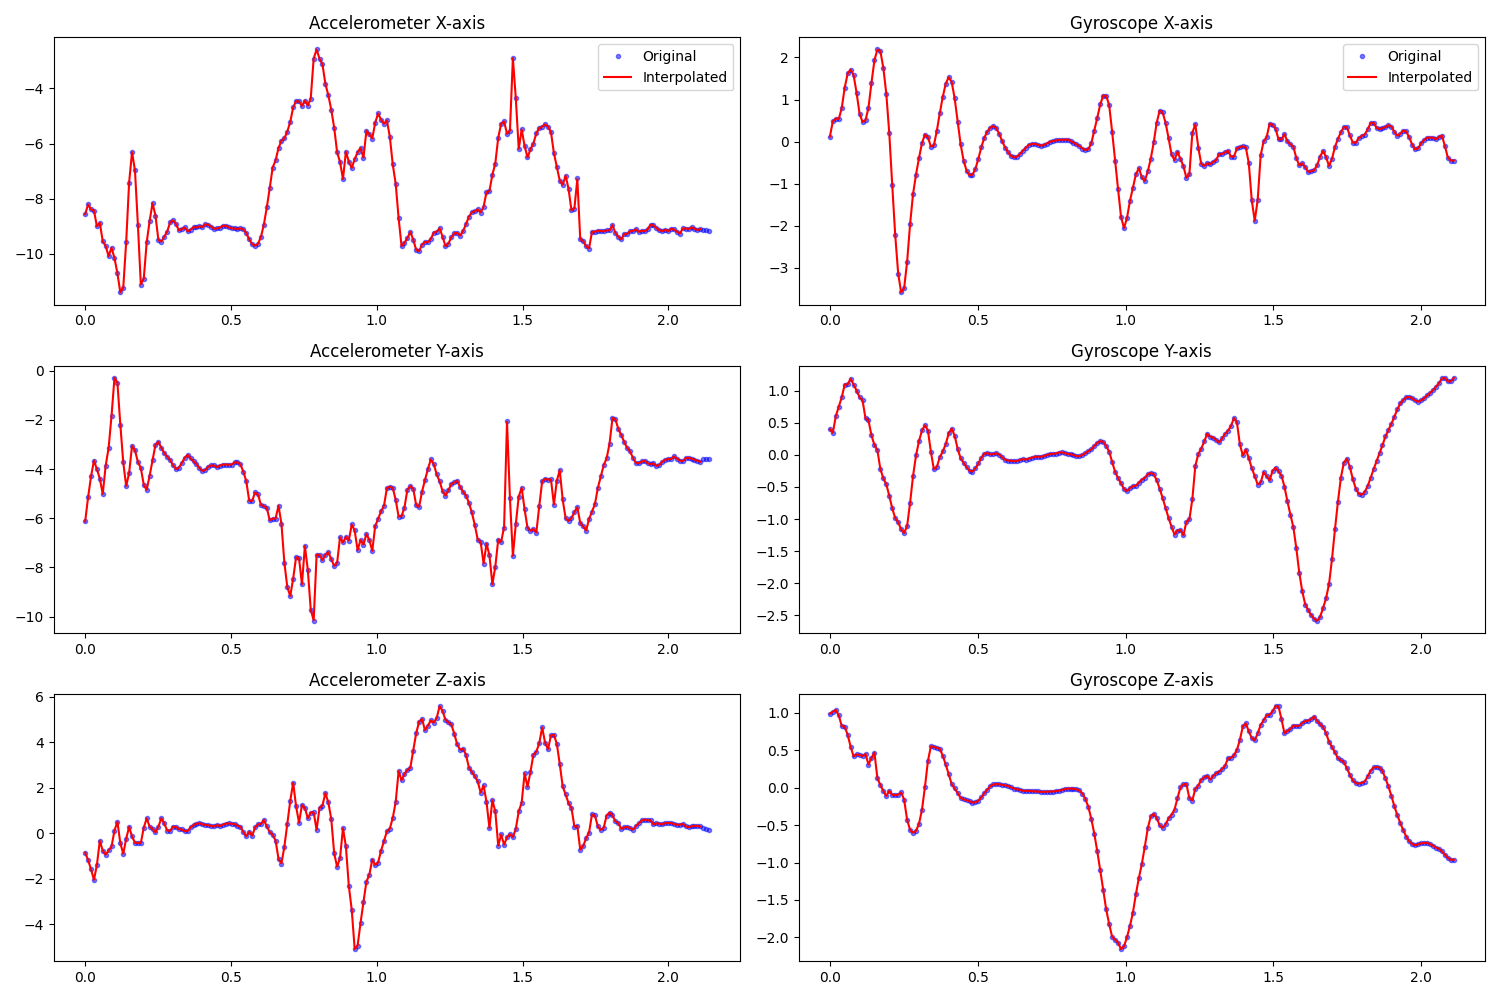 Accelerometer X-axis
Original
Interpolated
−4
−6
−8
−10
0.0 0.5 1.0 1.5 2.0
Gyroscope X-axis
Original
Interpolated
2
1
0
−1
−2
−3
0.0 0.5 1.0 1.5 2.0
Accelerometer Y-axis
0
−2
−4
−6
−8
−10
0.0 0.5 1.0 1.5 2.0
Gyroscope Y-axis
1.0
0.5
0.0
−0.5
−1.0
−1.5
−2.0
−2.5
0.0 0.5 1.0 1.5 2.0
Accelerometer Z-axis
6
4
2
0
−2
−4
0.0 0.5 1.0 1.5 2.0
Gyroscope Z-axis
1.0
0.5
0.0
−0.5
−1.0
−1.5
−2.0
0.0 0.5 1.0 1.5 2.0